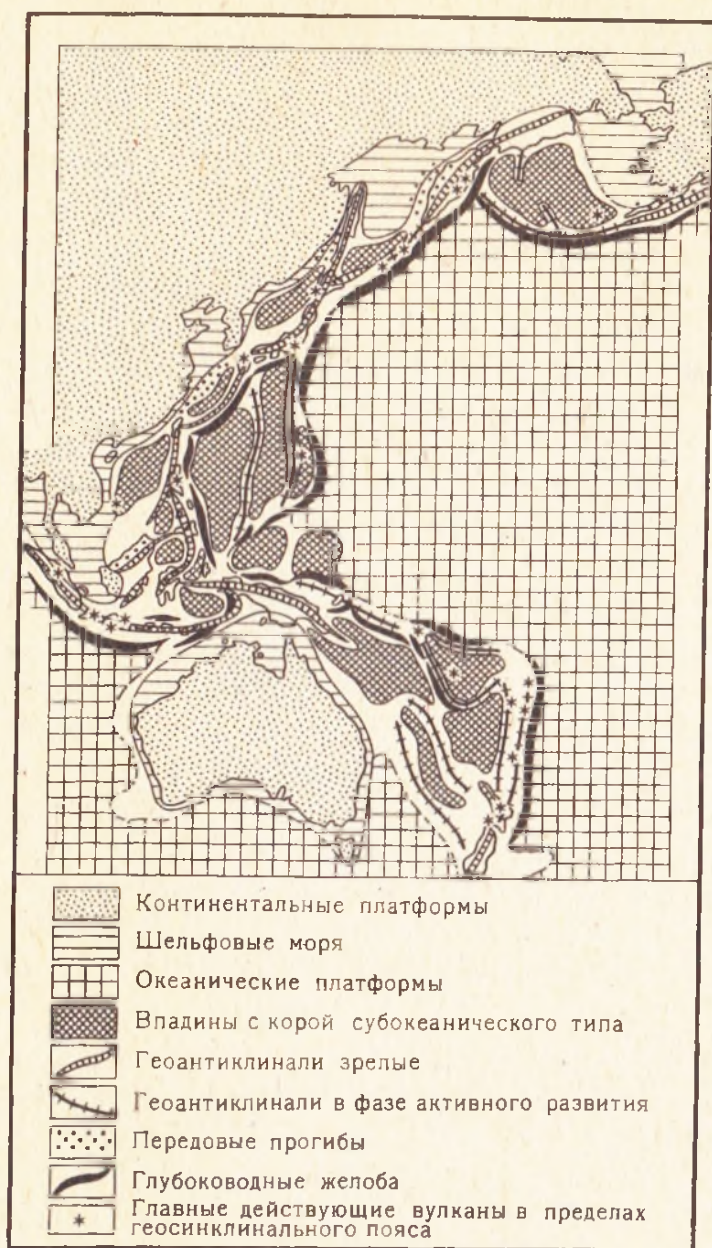 Континентальные платформы
Шельфовые моря
Океанические платформы
Впадины с корой субокеанического типа
Геоантиклинали зрелые
Геоантиклинали в фазе активного развития
Передовые прогибы
Глубоководные желоба
Главные действующие вулканы в пределах
геосинклинального пояса